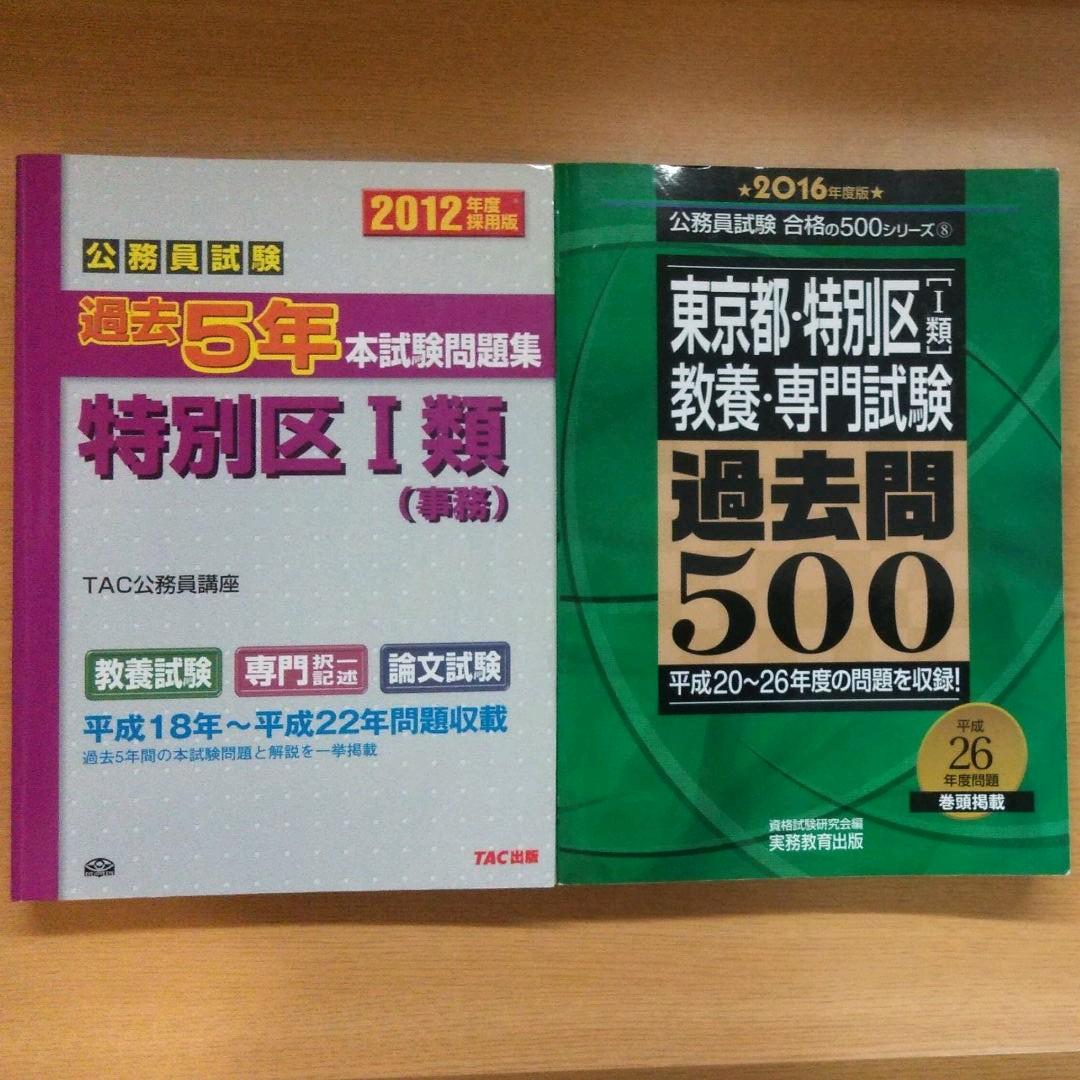 2012年度採用版
公務員試験
過去5年本試験問題集
特別区Ⅰ類
(事務)
TAC公務員講座
教養試験
専門択一記述
論文試験
平成18年~平成22年問題収載
過去5年間の本試験問題と解説を一挙掲載
TAC出版
★2016年度版★
公務員試験 合格の500シリーズ⑧
東京都・特別区[Ⅰ類]
教養・専門試験
過去問
500
平成20~26年度の問題を収録!
平成
26
年度問題
巻頭掲載
資格試験研究会編
実務教育出版